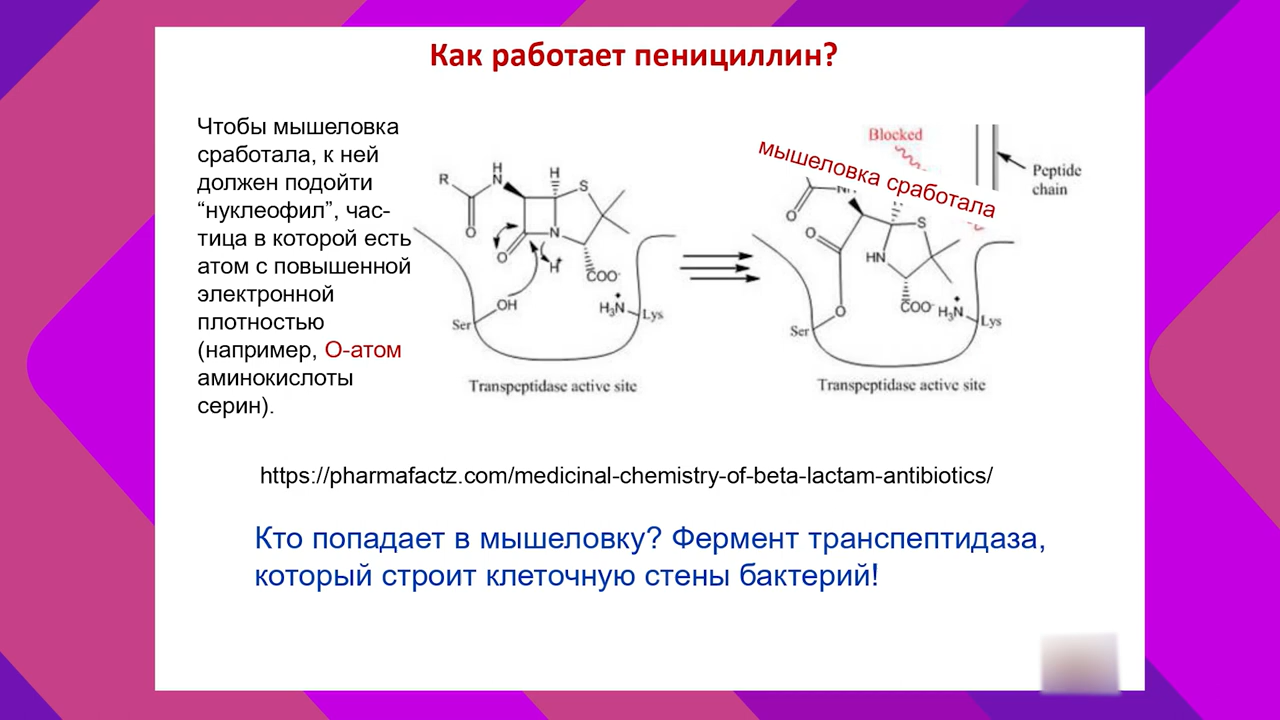 Как работает пенициллин?
Чтобы мышеловка
сработала, к ней
должен подойти
“нуклеофил”, час-
тица в которой есть
атом с повышенной
электронной
плотностью
(например, О-атом
аминокислоты
серин).
R
H
N
H
S
O
N
O
H+
COO-
OH
Ser
H3N+
Lys
Transpeptidase active site
Blocked
мышеловка сработала
Peptide
chain
O
O
S
HN
COO-
H3N+
O
Ser
Lys
Transpeptidase active site
https://pharmafactz.com/medicinal-chemistry-of-beta-lactam-antibiotics/
Кто попадает в мышеловку? Фермент транспептидаза,
который строит клеточную стены бактерий!